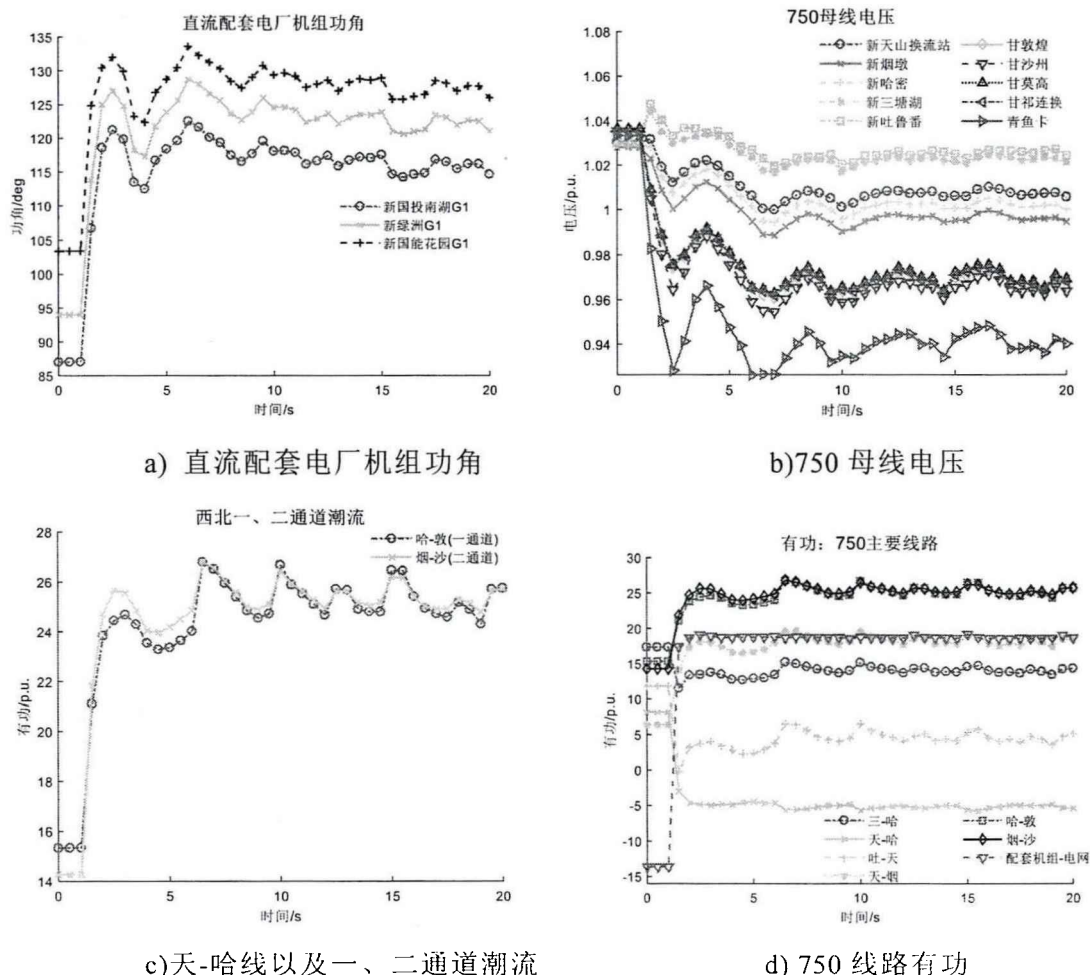 直流配套电厂机组功角
135
130
125
120
115
110
105
100
95
90
85
功角/deg
新国投南湖G1
新绿洲G1
新国能花园G1
0 5 10 15 20
时间/s
a) 直流配套电厂机组功角
750母线电压
1.08
1.06
1.04
1.02
1
0.98
0.96
0.94
电压/p.u.
新天山换流站 甘敦煌
新烟墩 甘沙州
新哈密 甘莫高
新三塘湖 甘祁连换
新吐鲁番 青鱼卡
0 5 10 15 20
时间/s
b)750 母线电压
西北一、二通道潮流
28
26
24
22
20
18
16
14
有功/p.u.
哈-敦(一通道)
烟-沙(二通道)
0 5 10 15 20
时间/s
c)天-哈线以及一、二通道潮流
有功：750主要线路
30
25
20
15
10
5
0
-5
-10
-15
有功/p.u.
三-哈 哈-敦
天-哈 烟-沙
吐-天 配套机组-电网
天-烟
0 5 10 15 20
时间/s
d) 750 线路有功